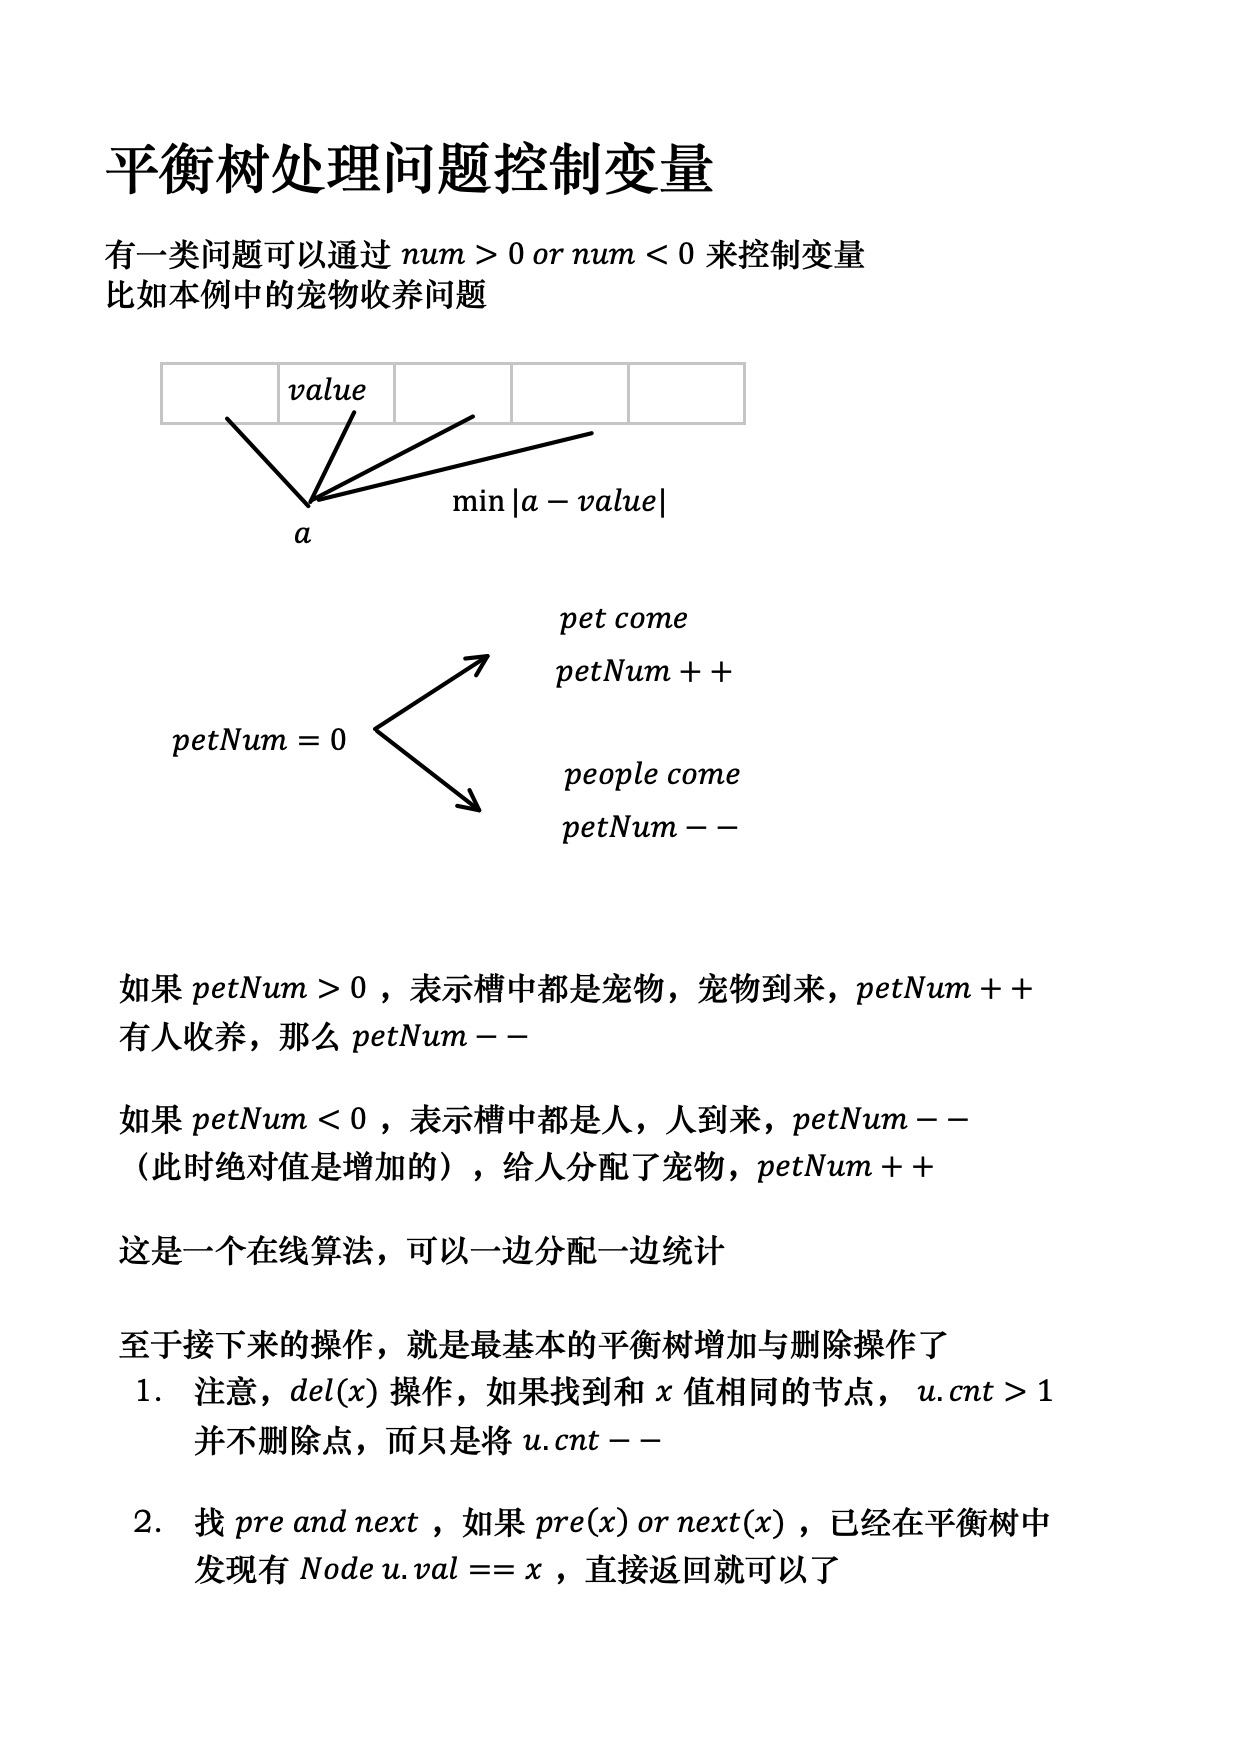 平衡树处理问题控制变量
有一类问题可以通过 num > 0 or num < 0 来控制变量
比如本例中的宠物收养问题
value
min |a − value|
a
pet come
petNum + +
petNum = 0
people come
petNum − −
如果 petNum > 0 ，表示槽中都是宠物，宠物到来，petNum + +
有人收养，那么 petNum − −
如果 petNum < 0 ，表示槽中都是人，人到来，petNum − −
（此时绝对值是增加的），给人分配了宠物，petNum + +
这是一个在线算法，可以一边分配一边统计
至于接下来的操作，就是最基本的平衡树增加与删除操作了
1. 注意，del(x) 操作，如果找到和 x 值相同的节点， u.cnt > 1
并不删除点，而只是将 u.cnt − −
2. 找 pre and next ，如果 pre(x) or next(x) ，已经在平衡树中
发现有 Node u.val == x ，直接返回就可以了